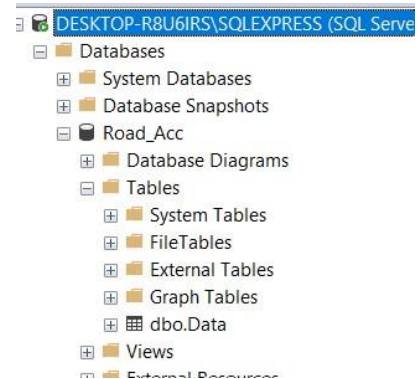 DESKTOP-R8U6IRS\SQLEXPRESS (SQL Serve
Databases
System Databases
Database Snapshots
Road_Acc
Database Diagrams
Tables
System Tables
FileTables
External Tables
Graph Tables
dbo.Data
Views
External Resources